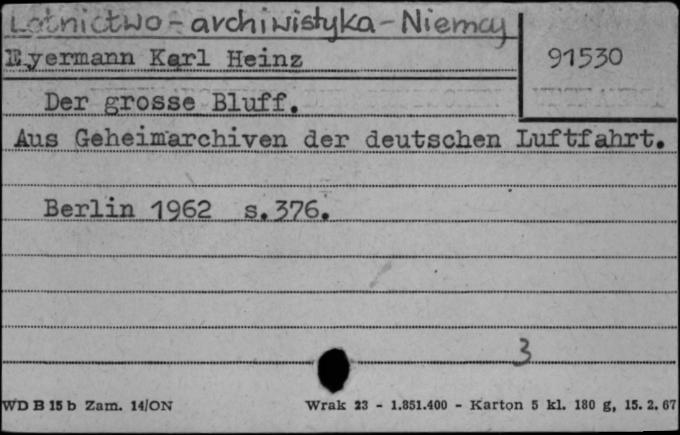 Lotnictwo - archiwistyka - Niemcy
Eyermann Karl Heinz
91530
Der grosse Bluff.
Aus Geheimarchiven der deutschen Luftfahrt.
Berlin 1962 s.376.
3
WD B 15 b Zam. 14/ON
Wrak 23 - 1.851.400 - Karton 5 kl. 180 g, 15. 2. 67